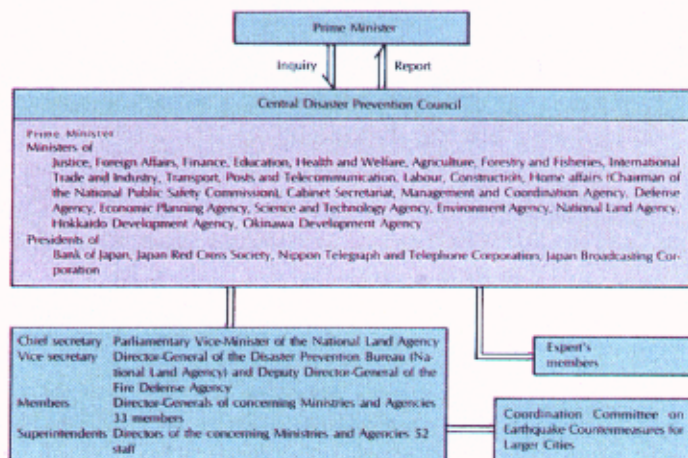 Prime Minister
Inquiry
Report
Central Disaster Prevention Council
Prime Minister
Ministers of
Justice, Foreign Affairs, Finance, Education, Health and Welfare, Agriculture, Forestry and Fisheries, International
Trade and Industry, Transport, Posts and Telecommunication, Labour, Construction, Home affairs (Chairman of
the National Public Safety Commission), Cabinet Secretariat, Management and Coordination Agency, Defense
Agency, Economic Planning Agency, Science and Technology Agency, Environment Agency, National Land Agency,
Hokkaido Development Agency, Okinawa Development Agency
Presidents of
Bank of Japan, Japan Red Cross Society, Nippon Telegraph and Telephone Corporation, Japan Broadcasting Cor-
poration
Chief secretary Parliamentary Vice-Minister of the National Land Agency
Vice secretary Director-General of the Disaster Prevention Bureau (Na-
tional Land Agency) and Deputy Director-General of the
Fire Defense Agency
Members Director-Generals of concerning Ministries and Agencies
33 members
Superintendents Directors of the concerning Ministries and Agencies 52
staff
Expert's
members
Coordination Committee on
Earthquake Countermeasures for
Larger Cities